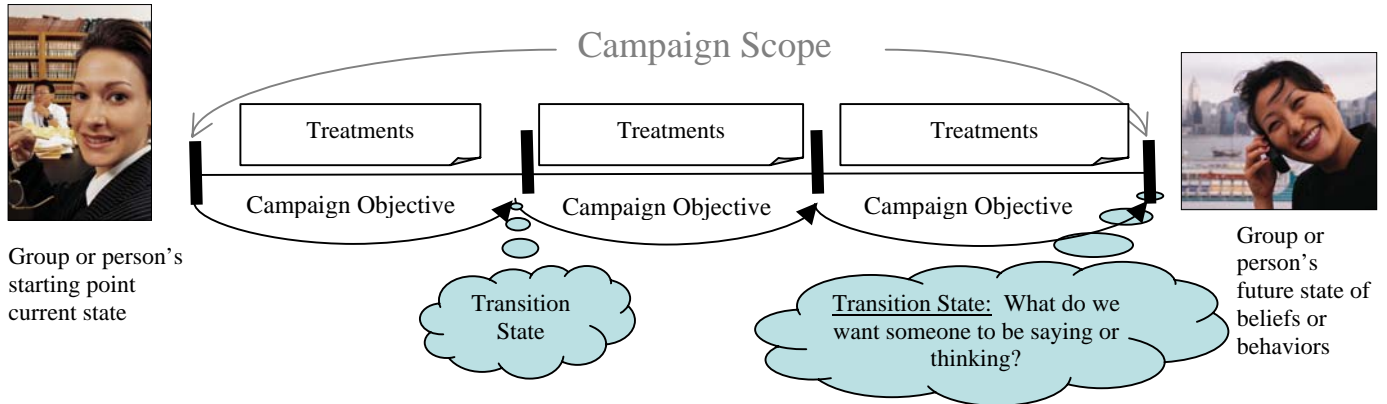 Campaign Scope
Treatments
Treatments
Treatments
Campaign Objective
Campaign Objective
Campaign Objective
Group or person’s
starting point
current state
Transition
State
Transition State: What do we
want someone to be saying or
thinking?
Group or
person’s
future state of
beliefs or
behaviors